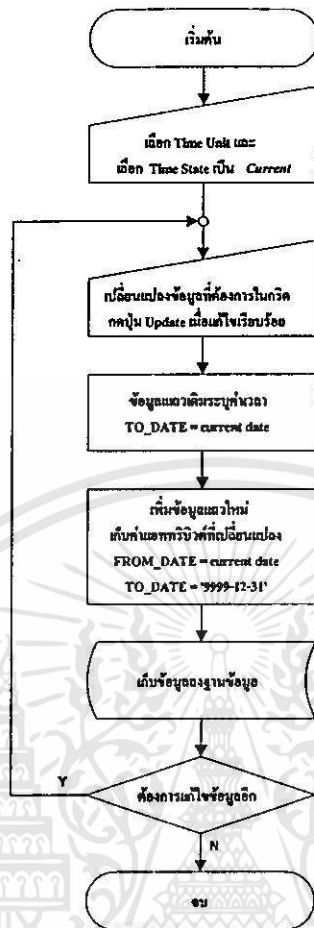 เริ่มต้น
เลือก Time Unit และ
เลือก Time State เป็น Current
เปลี่ยนแปลงข้อมูลที่ต้องการในกริด
กดปุ่ม Update เมื่อแก้ไขเรียบร้อย
ข้อมูลแถวเดิมระบุค่าเวลา
TO_DATE = current date
เพิ่มข้อมูลแถวใหม่
เก็บค่าแอททริบิวต์ที่เปลี่ยนแปลง
FROM_DATE = current date
TO_DATE = '9999-12-31'
เก็บข้อมูลลงฐานข้อมูล
ต้องการแก้ไขข้อมูลอีก
Y
N
จบ